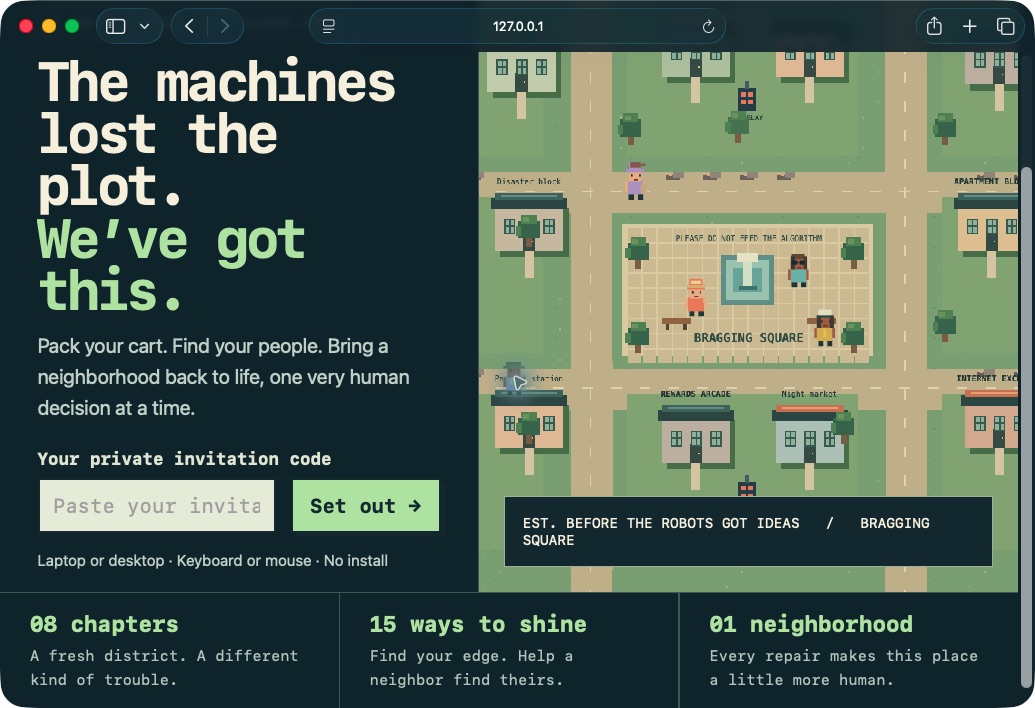 127.0.0.1
The machines
lost the
plot.
We've got
this.
Pack your cart. Find your people. Bring a
neighborhood back to life, one very human
decision at a time.
Your private invitation code
Paste your invita
Set out →
Laptop or desktop · Keyboard or mouse · No install
Disaster block
APARTMENT BLO
PLEASE DO NOT FEED THE ALGORITHM
BRAGGING SQUARE
station
INTERNET EXC
REWARDS ARCADE
Night market
EST. BEFORE THE ROBOTS GOT IDEAS / BRAGGING
SQUARE
08 chapters
A fresh district. A different
kind of trouble.
15 ways to shine
Find your edge. Help a
neighbor find theirs.
01 neighborhood
Every repair makes this place
a little more human.